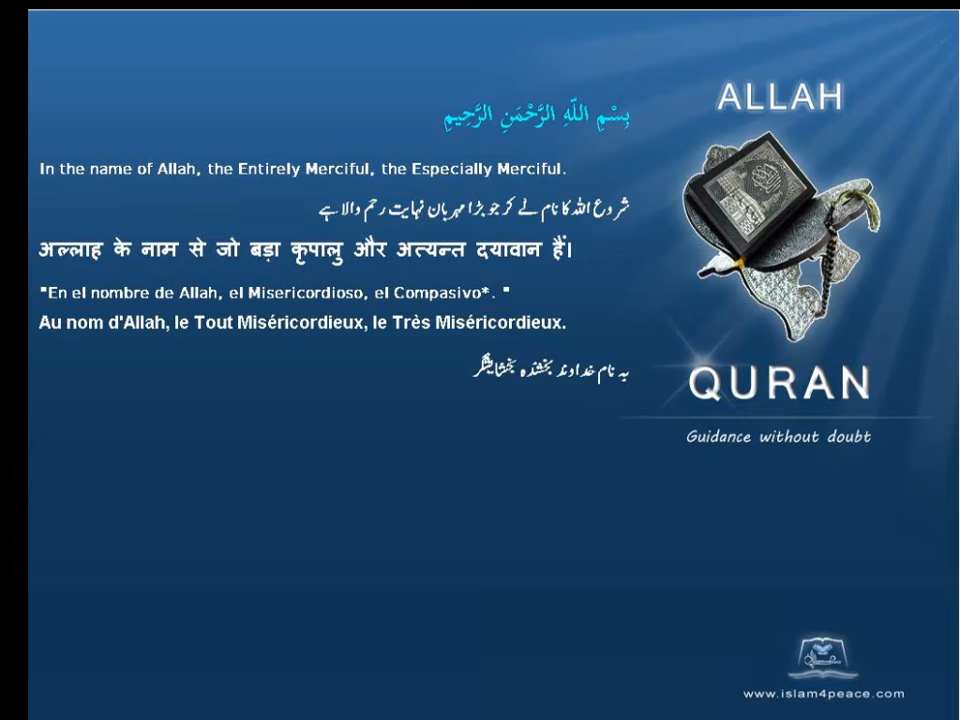 بِسْمِ اللَّهِ الرَّحْمَنِ الرَّحِيمِ
In the name of Allah, the Entirely Merciful, the Especially Merciful.
شروع الله کا نام لے کر جو بڑا مہربان نہایت رحم والا ہے
अल्लाह के नाम से जो बड़ा कृपालु और अत्यन्त दयावान हैं।
"En el nombre de Allah, el Misericordioso, el Compasivo*. "
Au nom d'Allah, le Tout Miséricordieux, le Très Miséricordieux.
به نام خداوند بخشنده بخشایشگر
ALLAH
QURAN
Guidance without doubt
www.islam4peace.com